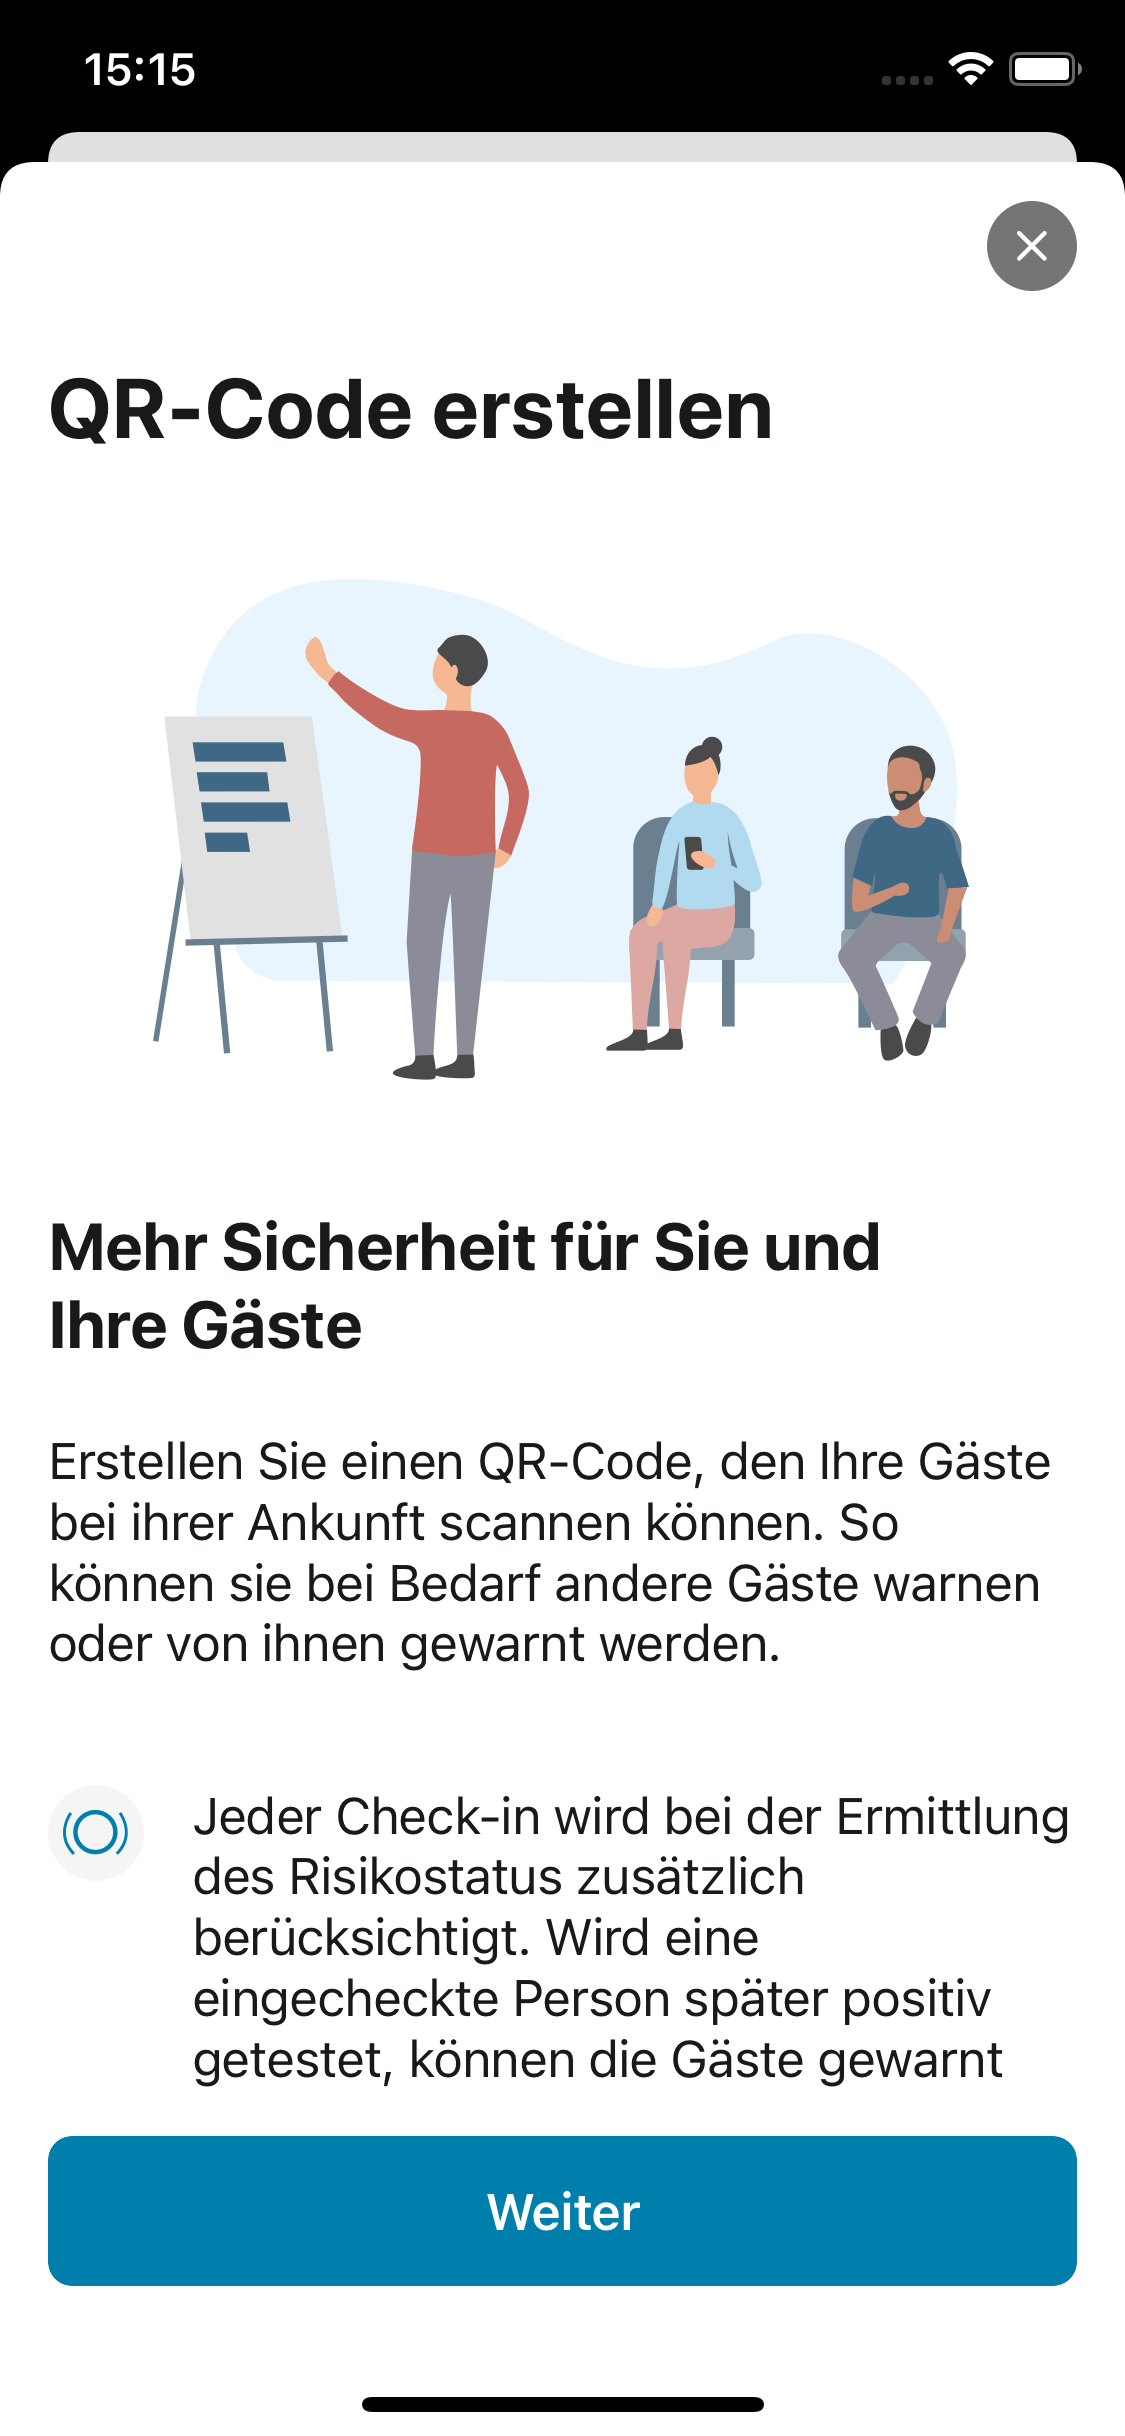 15:15
QR-Code erstellen
Mehr Sicherheit für Sie und
Ihre Gäste
Erstellen Sie einen QR-Code, den Ihre Gäste
bei ihrer Ankunft scannen können. So
können sie bei Bedarf andere Gäste warnen
oder von ihnen gewarnt werden.
Jeder Check-in wird bei der Ermittlung
des Risikostatus zusätzlich
berücksichtigt. Wird eine
eingecheckte Person später positiv
getestet, können die Gäste gewarnt
Weiter